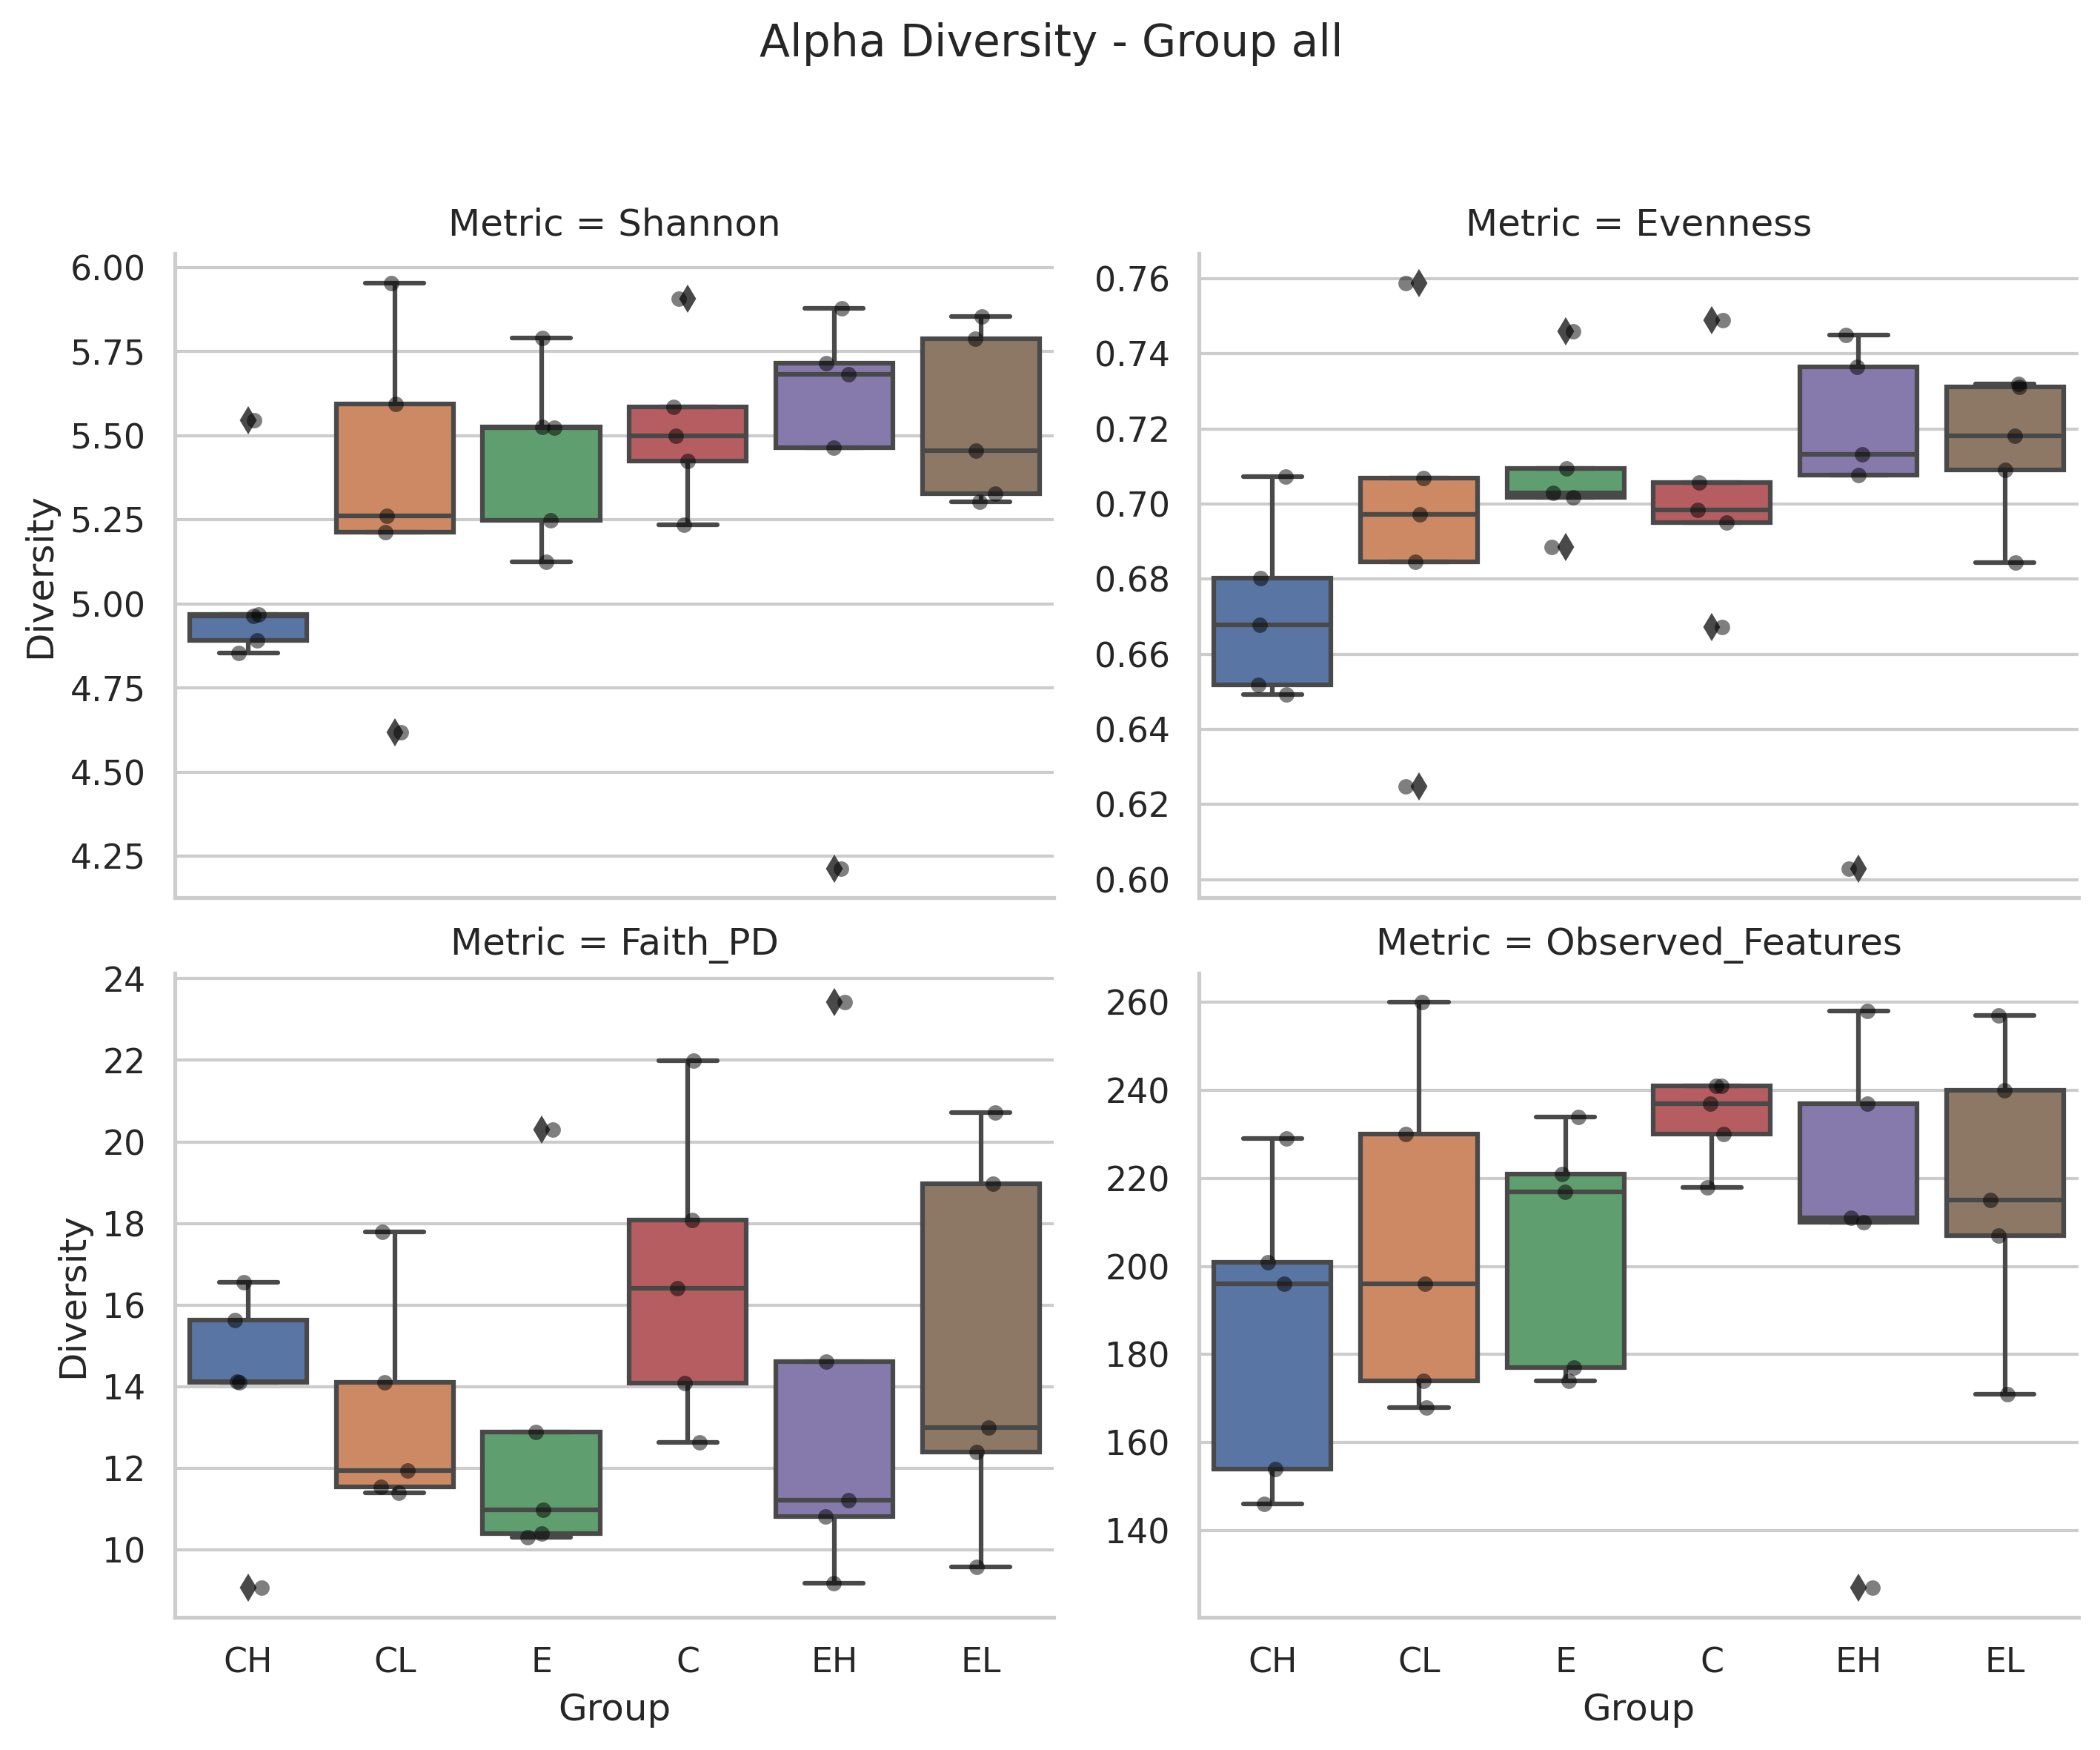 Alpha Diversity - Group all
Metric = Shannon
6.00
5.75
5.50
5.25
5.00
4.75
4.50
4.25
Diversity
Metric = Evenness
0.76
0.74
0.72
0.70
0.68
0.66
0.64
0.62
0.60
Metric = Faith_PD
24
22
20
18
16
14
12
10
Diversity
CH CL E C EH EL
Group
Metric = Observed_Features
260
240
220
200
180
160
140
CH CL E C EH EL
Group